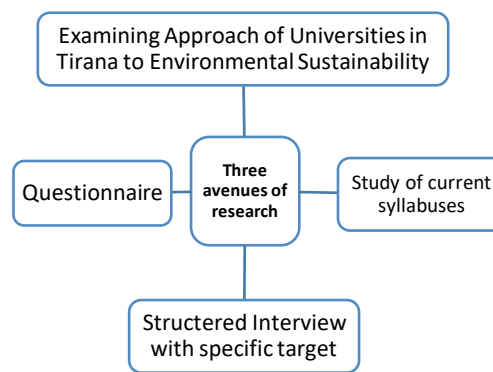 Examining Approach of Universities in
Tirana to Environmental Sustainability
Three
avenues of
research
Questionnaire
Study of current
syllabuses
Structered Interview
with specific target